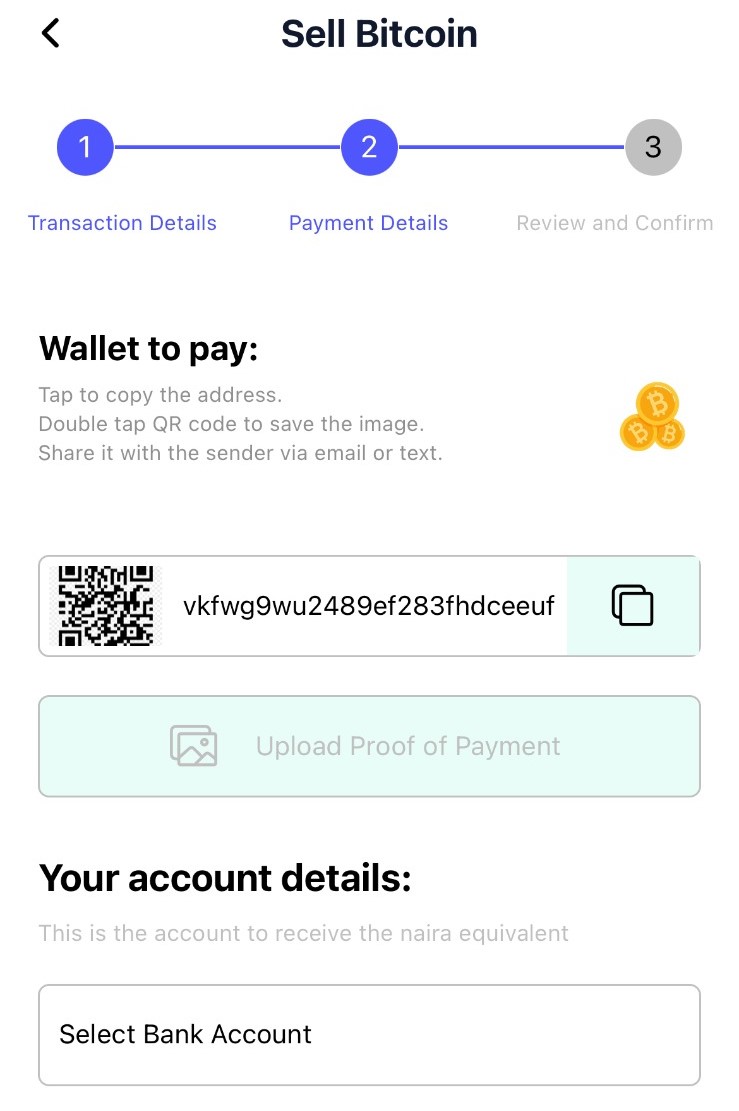 Sell Bitcoin
1
2
3
Transaction Details
Payment Details
Review and Confirm
Wallet to pay:
Tap to copy the address.
Double tap QR code to save the image.
Share it with the sender via email or text.
vkfwg9wu2489ef283fhdceeuf
Upload Proof of Payment
Your account details:
This is the account to receive the naira equivalent
Select Bank Account